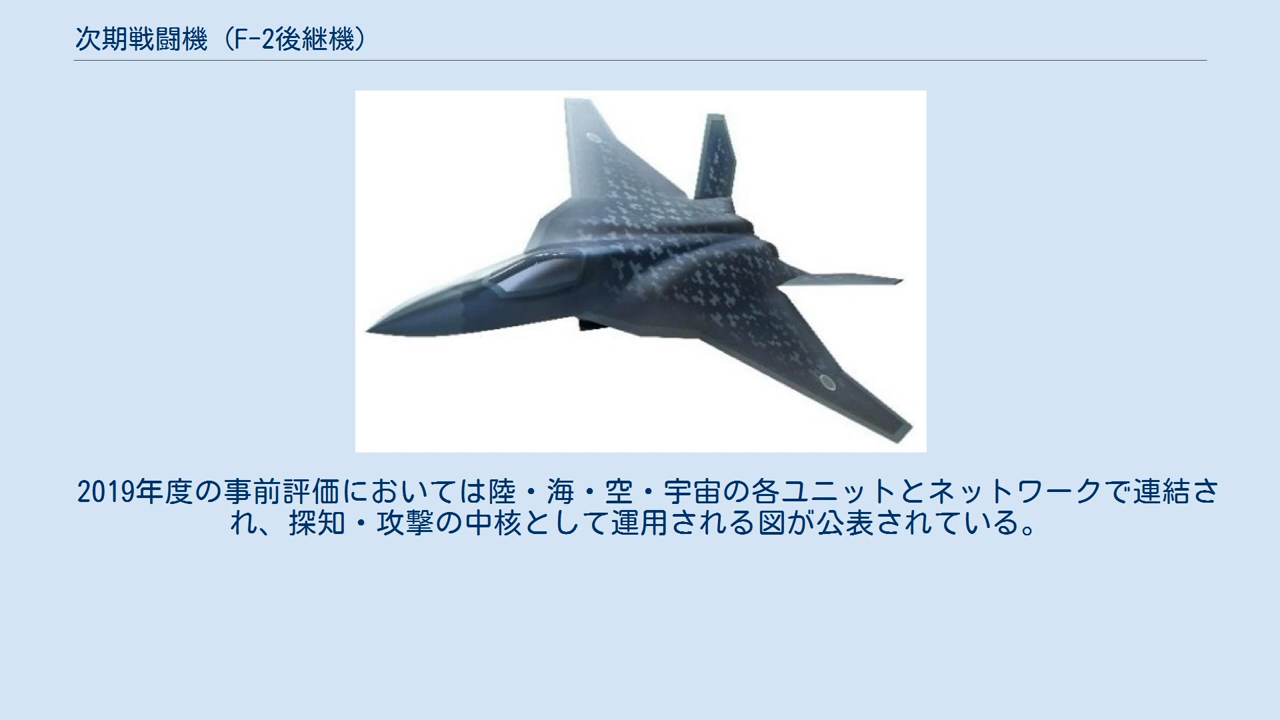 次期戦闘機（F-2後継機）
2019年度の事前評価においては陸・海・空・宇宙の各ユニットとネットワークで連結さ
れ、探知・攻撃の中核として運用される図が公表されている。